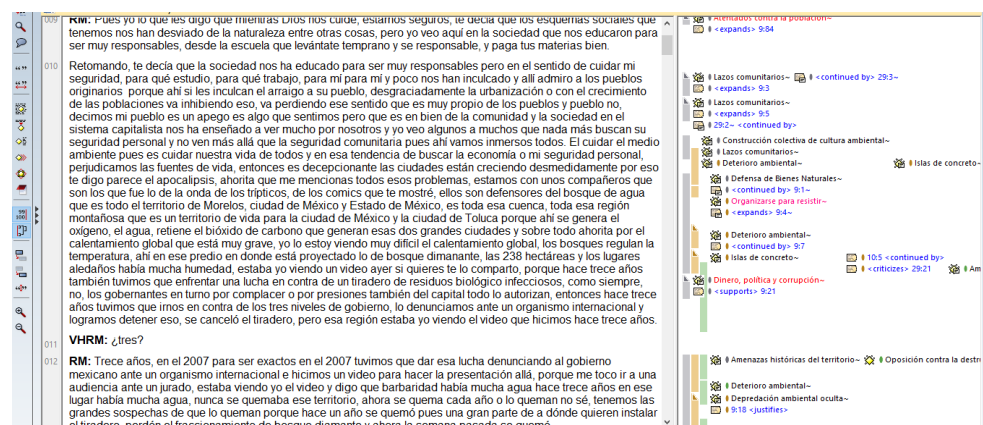 009 RM: Pues yo lo que les digo que mientras Dios nos cuide, estamos seguros, te decía que los esquemas sociales que
tenemos nos han desviado de la naturaleza entre otras cosas, pero yo veo aquí en la sociedad que nos educaron para
ser muy responsables, desde la escuela que levántate temprano y se responsable, y paga tus materias bien.
010 Retomando, te decía que la sociedad nos ha educado para ser muy responsables pero en el sentido de cuidar mi
seguridad, para qué estudio, para qué trabajo, para mí para mí y poco nos han inculcado y allí admiro a los pueblos
originarios porque ahí si les inculcan el arraigo a su pueblo, desgraciadamente la urbanización o con el crecimiento
de las poblaciones va inhibiendo eso, va perdiendo ese sentido que es muy propio de los pueblos y pueblo no,
decimos mi pueblo es un apego es algo que sentimos pero que es en bien de la comunidad y la sociedad en el
sistema capitalista nos ha enseñado a ver mucho por nosotros y yo veo algunos a muchos que nada más buscan su
seguridad personal y no ven más allá que la seguridad comunitaria pues ahí vamos inmersos todos. El cuidar el medio
ambiente pues es cuidar nuestra vida de todos y en esa tendencia de buscar la economía o mi seguridad personal,
perjudicamos las fuentes de vida, entonces es decepcionante las ciudades están creciendo desmedidamente por eso
te digo parece el apocalipsis, ahorita que me mencionas todos esos problemas, estamos con unos compañeros que
son los que fue lo de la onda de los trípticos, de los comics que te mostré, ellos son defensores del bosque de agua
que es todo el territorio de Morelos, ciudad de México y Estado de México, es toda esa cuenca, toda esa región
montañosa que es un territorio de vida para la ciudad de México y la ciudad de Toluca porque ahí se genera el
oxígeno, el agua, retiene el bióxido de carbono que generan esas dos grandes ciudades y sobre todo ahorita por el
calentamiento global que está muy grave, yo lo estoy viendo muy difícil el calentamiento global, los bosques regulan la
temperatura, ahí en ese predio en donde está proyectado lo de bosque dimanante, las 238 hectáreas y los lugares
aledaños había mucha humedad, estaba yo viendo un video ayer si quieres te lo comparto, porque hace trece años
también tuvimos que enfrentar una lucha en contra de un tiradero de residuos biológico infecciosos, como siempre,
no, los gobernantes en turno por complacer o por presiones también del capital todo lo autorizan, entonces hace trece
años tuvimos que irnos en contra de los tres niveles de gobierno, lo denunciamos ante un organismo internacional y
logramos detener eso, se canceló el tiradero, pero esa región estaba yo viendo el video que hicimos hace trece años.
011 VHRM: ¿tres?
012 RM: Trece años, en el 2007 para ser exactos en el 2007 tuvimos que dar esa lucha denunciando al gobierno
mexicano ante un organismo internacional e hicimos un video para hacer la presentación allá, porque me toco ir a una
audiencia ante un jurado, estaba viendo yo el video y digo que barbaridad había mucha agua hace trece años en ese
lugar había mucha agua, nunca se quemaba ese territorio, ahora se quema cada año o lo queman no sé, tenemos las
grandes sospechas de que lo queman porque hace un año se quemó pues una gran parte de a dónde quieren instalar
el tiradero, perdón el fraccionamiento de bosque diamante y ahora la semana pasada se quemó
Atentados contra la población~
<expands> 9:84
Lazos comunitarios~ <continued by> 29:3~
<expands> 9:3
Lazos comunitarios~
<expands> 9:5
29:2~ <continued by>
Construcción colectiva de cultura ambiental~
Lazos comunitarios~
Deterioro ambiental~ Islas de concreto~
Defensa de Bienes Naturales~
<continued by> 9:1~
Organizarse para resistir~
<expands> 9:4~
Deterioro ambiental~
<continued by> 9:7
Islas de concreto~ 10:5 <continued by>
<criticizes> 29:21 Am
Dinero, política y corrupción~
<supports> 9:21
Amenazas históricas del territorio~ Oposición contra la destr
Deterioro ambiental~
Depredación ambiental oculta~
9:18 <justifies>